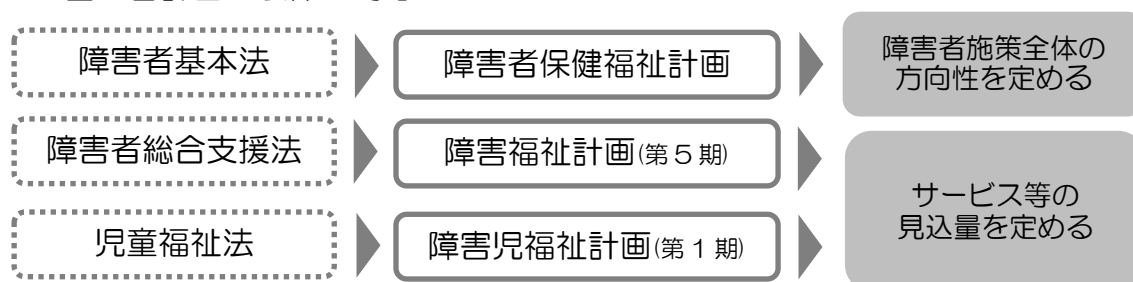 障害者基本法
障害者保健福祉計画
障害者施策全体の
方向性を定める
障害者総合支援法
障害福祉計画(第5期)
サービス等の
見込量を定める
児童福祉法
障害児福祉計画(第1期)